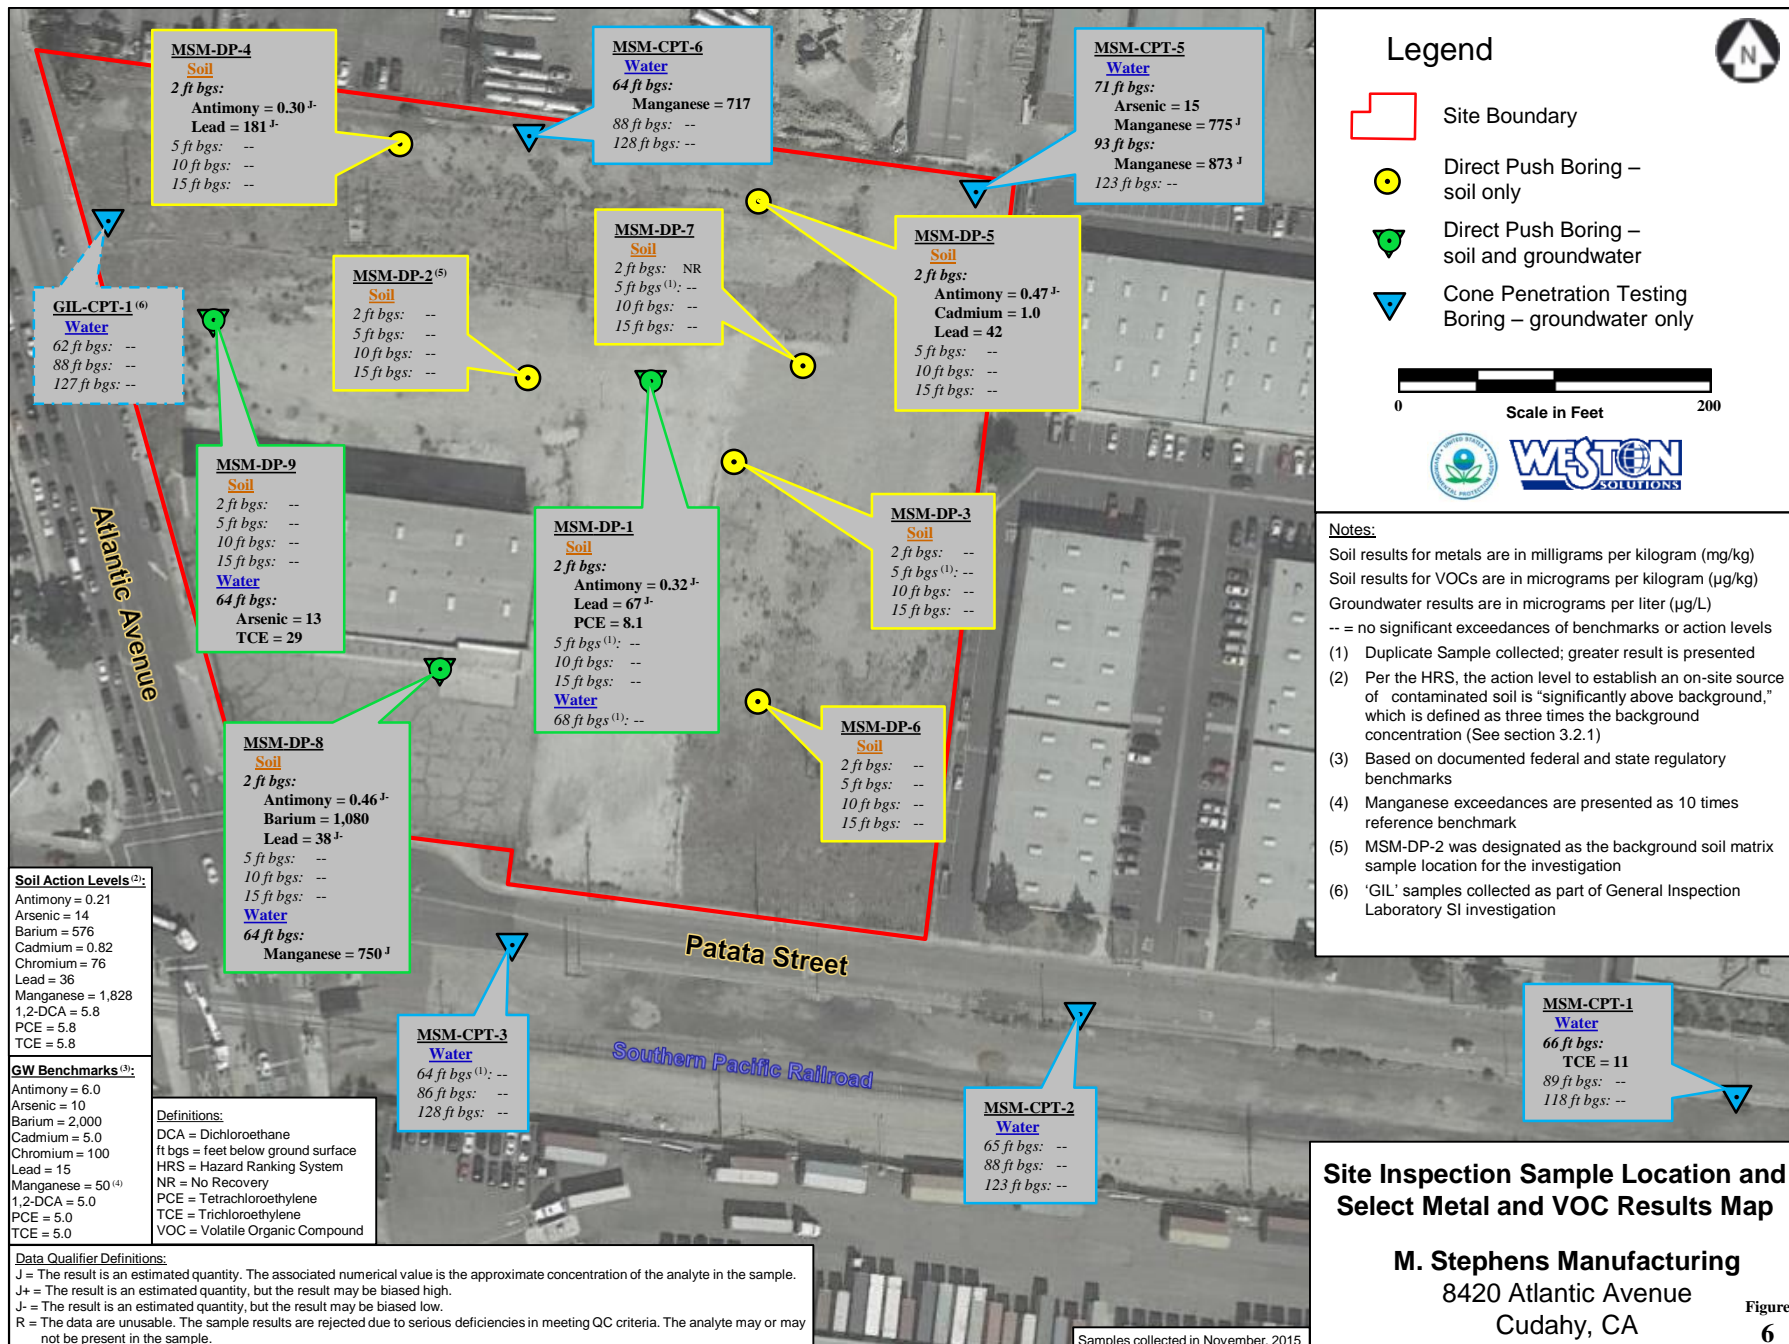 MSM-DP-4
Soil
2 ft bgs:
Antimony = 0.30 J-
Lead = 181 J-
5 ft bgs: --
10 ft bgs: --
15 ft bgs: --
MSM-CPT-6
Water
64 ft bgs:
Manganese = 717
88 ft bgs: --
128 ft bgs: --
MSM-CPT-5
Water
71 ft bgs:
Arsenic = 15
Manganese = 775 J
93 ft bgs:
Manganese = 873 J
123 ft bgs: --
MSM-DP-7
Soil
2 ft bgs: NR
5 ft bgs (1): --
10 ft bgs: --
15 ft bgs: --
MSM-DP-5
Soil
2 ft bgs:
Antimony = 0.47 J-
Cadmium = 1.0
Lead = 42
5 ft bgs: --
10 ft bgs: --
15 ft bgs: --
GIL-CPT-1 (6)
Water
62 ft bgs: --
88 ft bgs: --
127 ft bgs: --
MSM-DP-2 (5)
Soil
2 ft bgs: --
5 ft bgs: --
10 ft bgs: --
15 ft bgs: --
MSM-DP-9
Soil
2 ft bgs: --
5 ft bgs: --
10 ft bgs: --
15 ft bgs: --
Water
64 ft bgs:
Arsenic = 13
TCE = 29
MSM-DP-1
Soil
2 ft bgs:
Antimony = 0.32 J-
Lead = 67 J-
PCE = 8.1
5 ft bgs (1): --
10 ft bgs: --
15 ft bgs: --
Water
68 ft bgs (1): --
MSM-DP-3
Soil
2 ft bgs: --
5 ft bgs (1): --
10 ft bgs: --
15 ft bgs: --
MSM-DP-8
Soil
2 ft bgs:
Antimony = 0.46 J-
Barium = 1,080
Lead = 38 J-
5 ft bgs: --
10 ft bgs: --
15 ft bgs: --
Water
64 ft bgs:
Manganese = 750 J
MSM-DP-6
Soil
2 ft bgs: --
5 ft bgs: --
10 ft bgs: --
15 ft bgs: --
Atlantic Avenue
Patata Street
Southern Pacific Railroad
MSM-CPT-3
Water
64 ft bgs (1): --
86 ft bgs: --
128 ft bgs: --
MSM-CPT-2
Water
65 ft bgs: --
88 ft bgs: --
123 ft bgs: --
MSM-CPT-1
Water
66 ft bgs:
TCE = 11
89 ft bgs: --
118 ft bgs: --
Legend
N
Site Boundary
Direct Push Boring –
soil only
Direct Push Boring –
soil and groundwater
Cone Penetration Testing
Boring – groundwater only
0
Scale in Feet
200
UNITED STATES
ENVIRONMENTAL PROTECTION AGENCY
WESTON
SOLUTIONS
Notes:
Soil results for metals are in milligrams per kilogram (mg/kg)
Soil results for VOCs are in micrograms per kilogram (µg/kg)
Groundwater results are in micrograms per liter (µg/L)
-- = no significant exceedances of benchmarks or action levels
(1) Duplicate Sample collected; greater result is presented
(2) Per the HRS, the action level to establish an on-site source
of contaminated soil is “significantly above background,”
which is defined as three times the background
concentration (See section 3.2.1)
(3) Based on documented federal and state regulatory
benchmarks
(4) Manganese exceedances are presented as 10 times
reference benchmark
(5) MSM-DP-2 was designated as the background soil matrix
sample location for the investigation
(6) ‘GIL’ samples collected as part of General Inspection
Laboratory SI investigation
Soil Action Levels (2):
Antimony = 0.21
Arsenic = 14
Barium = 576
Cadmium = 0.82
Chromium = 76
Lead = 36
Manganese = 1,828
1,2-DCA = 5.8
PCE = 5.8
TCE = 5.8
GW Benchmarks (3):
Antimony = 6.0
Arsenic = 10
Barium = 2,000
Cadmium = 5.0
Chromium = 100
Lead = 15
Manganese = 50 (4)
1,2-DCA = 5.0
PCE = 5.0
TCE = 5.0
Definitions:
DCA = Dichloroethane
ft bgs = feet below ground surface
HRS = Hazard Ranking System
NR = No Recovery
PCE = Tetrachloroethylene
TCE = Trichloroethylene
VOC = Volatile Organic Compound
Data Qualifier Definitions:
J = The result is an estimated quantity. The associated numerical value is the approximate concentration of the analyte in the sample.
J+ = The result is an estimated quantity, but the result may be biased high.
J- = The result is an estimated quantity, but the result may be biased low.
R = The data are unusable. The sample results are rejected due to serious deficiencies in meeting QC criteria. The analyte may or may
not be present in the sample.
Samples collected in November, 2015
Site Inspection Sample Location and
Select Metal and VOC Results Map
M. Stephens Manufacturing
8420 Atlantic Avenue
Cudahy, CA
Figure
6